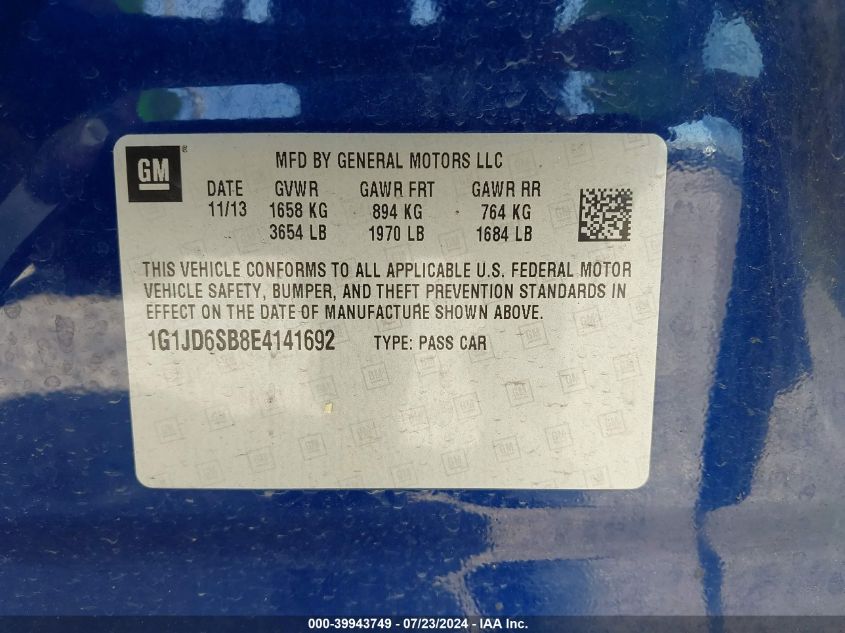 GM ®
MFD BY GENERAL MOTORS LLC
DATE GVWR GAWR FRT GAWR RR
11/13 1658 KG 894 KG 764 KG
3654 LB 1970 LB 1684 LB
THIS VEHICLE CONFORMS TO ALL APPLICABLE U.S. FEDERAL MOTOR
VEHICLE SAFETY, BUMPER, AND THEFT PREVENTION STANDARDS IN
EFFECT ON THE DATE OF MANUFACTURE SHOWN ABOVE.
1G1JD6SB8E4141692 TYPE: PASS CAR
000-39943749 - 07/23/2024 - IAA Inc.